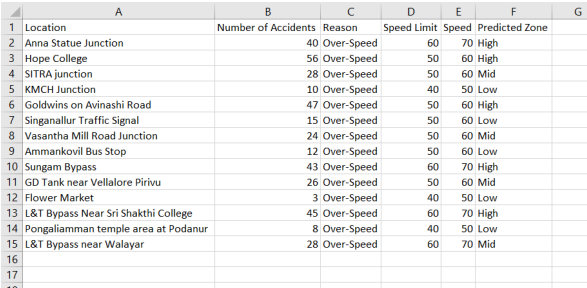 A B C D E F G
1 Location Number of Accidents Reason Speed Limit Speed Predicted Zone
2 Anna Statue Junction 40 Over-Speed 60 70 High
3 Hope College 56 Over-Speed 50 60 High
4 SITRA junction 28 Over-Speed 50 60 Mid
5 KMCH Junction 10 Over-Speed 40 50 Low
6 Goldwins on Avinashi Road 47 Over-Speed 50 60 High
7 Singanallur Traffic Signal 15 Over-Speed 50 60 Low
8 Vasantha Mill Road Junction 24 Over-Speed 50 60 Mid
9 Ammankovil Bus Stop 12 Over-Speed 50 60 Low
10 Sungam Bypass 43 Over-Speed 60 70 High
11 GD Tank near Vellalore Pirivu 26 Over-Speed 50 60 Mid
12 Flower Market 3 Over-Speed 40 50 Low
13 L&T Bypass Near Sri Shakthi College 45 Over-Speed 60 70 High
14 Pongaliamman temple area at Podanur 8 Over-Speed 40 50 Low
15 L&T Bypass near Walayar 28 Over-Speed 60 70 Mid
16
17